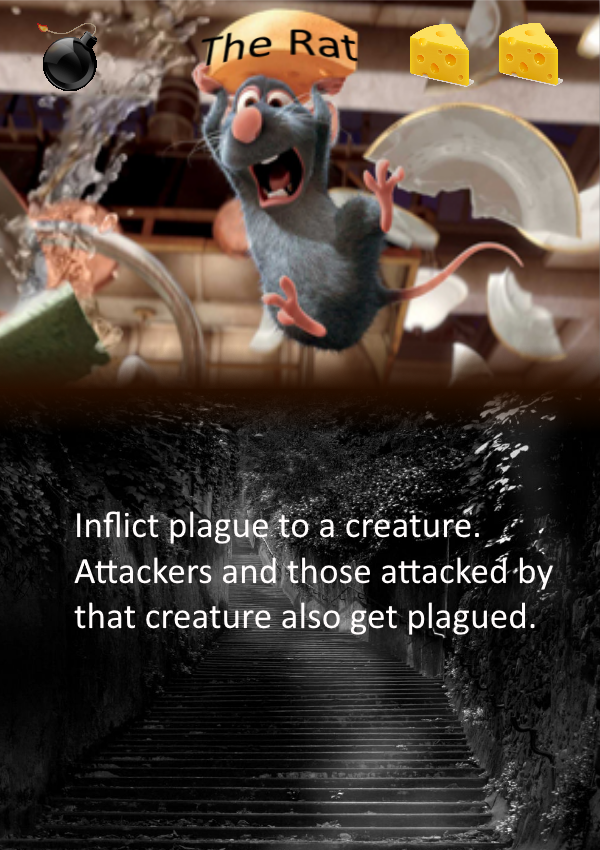 The Rat
Inflict plague to a creature.
Attackers and those attacked by
that creature also get plagued.